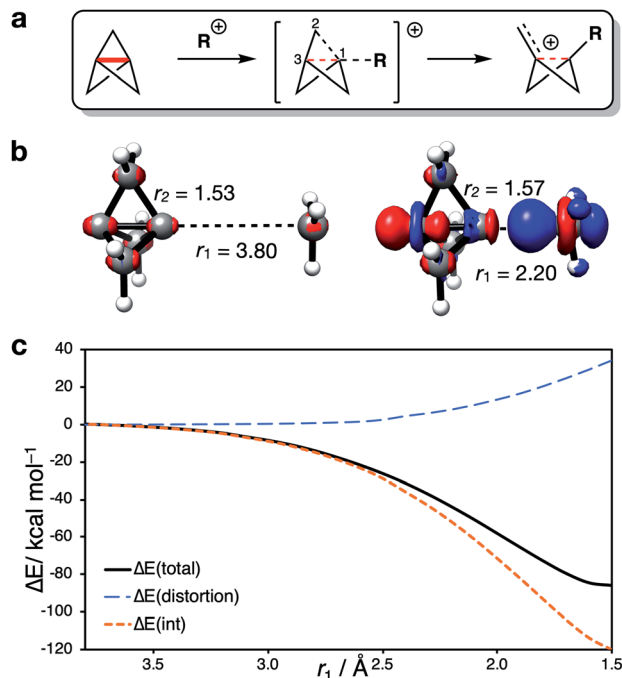 a
R⊕
2
3
1
R
⊕
⊕
R
b
r2 = 1.53
r1 = 3.80
r2 = 1.57
r1 = 2.20
c
40
20
0
-20
-40
-60
-80
-100
-120
ΔE/ kcal mol–1
ΔE(total)
ΔE(distortion)
ΔE(int)
3.5
3.0
2.5
2.0
1.5
r1 / Å